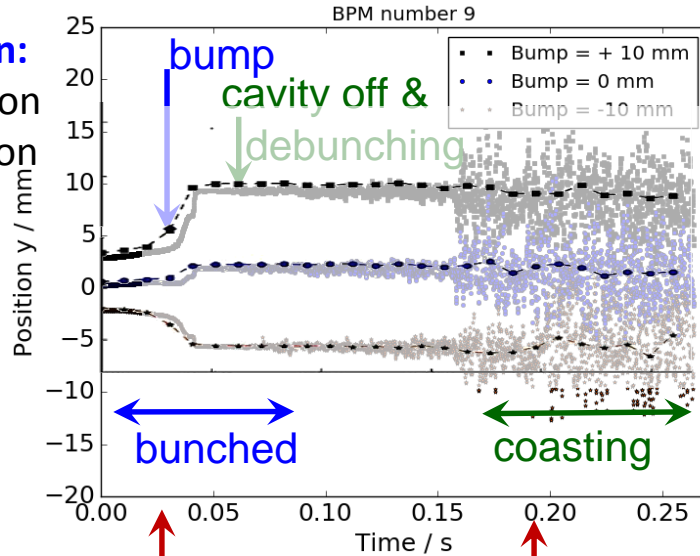 BPM number 9
n:
on
on
bump
cavity off &
debunching
Bump = + 10 mm
Bump = 0 mm
Bump = -10 mm
Position y / mm
25
20
15
10
5
0
−5
−10
−15
−20
bunched
coasting
0.00 0.05 0.10 0.15 0.20 0.25
Time / s